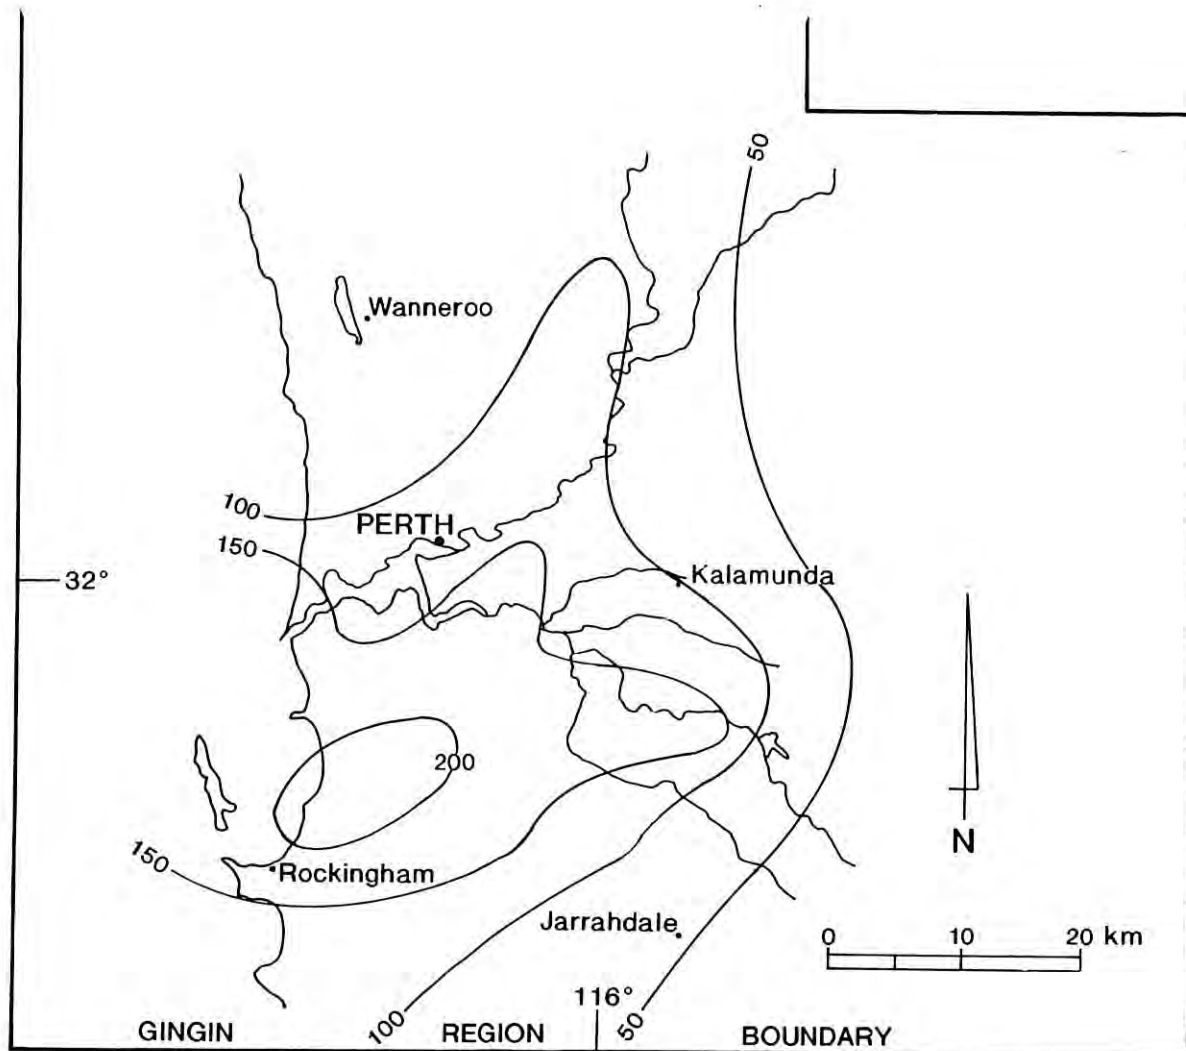 50
Wanneroo
100
PERTH
150
32°
Kalamunda
200
N
150
Rockingham
Jarrahdale
0 10 20 km
116°
100
50
GINGIN REGION BOUNDARY